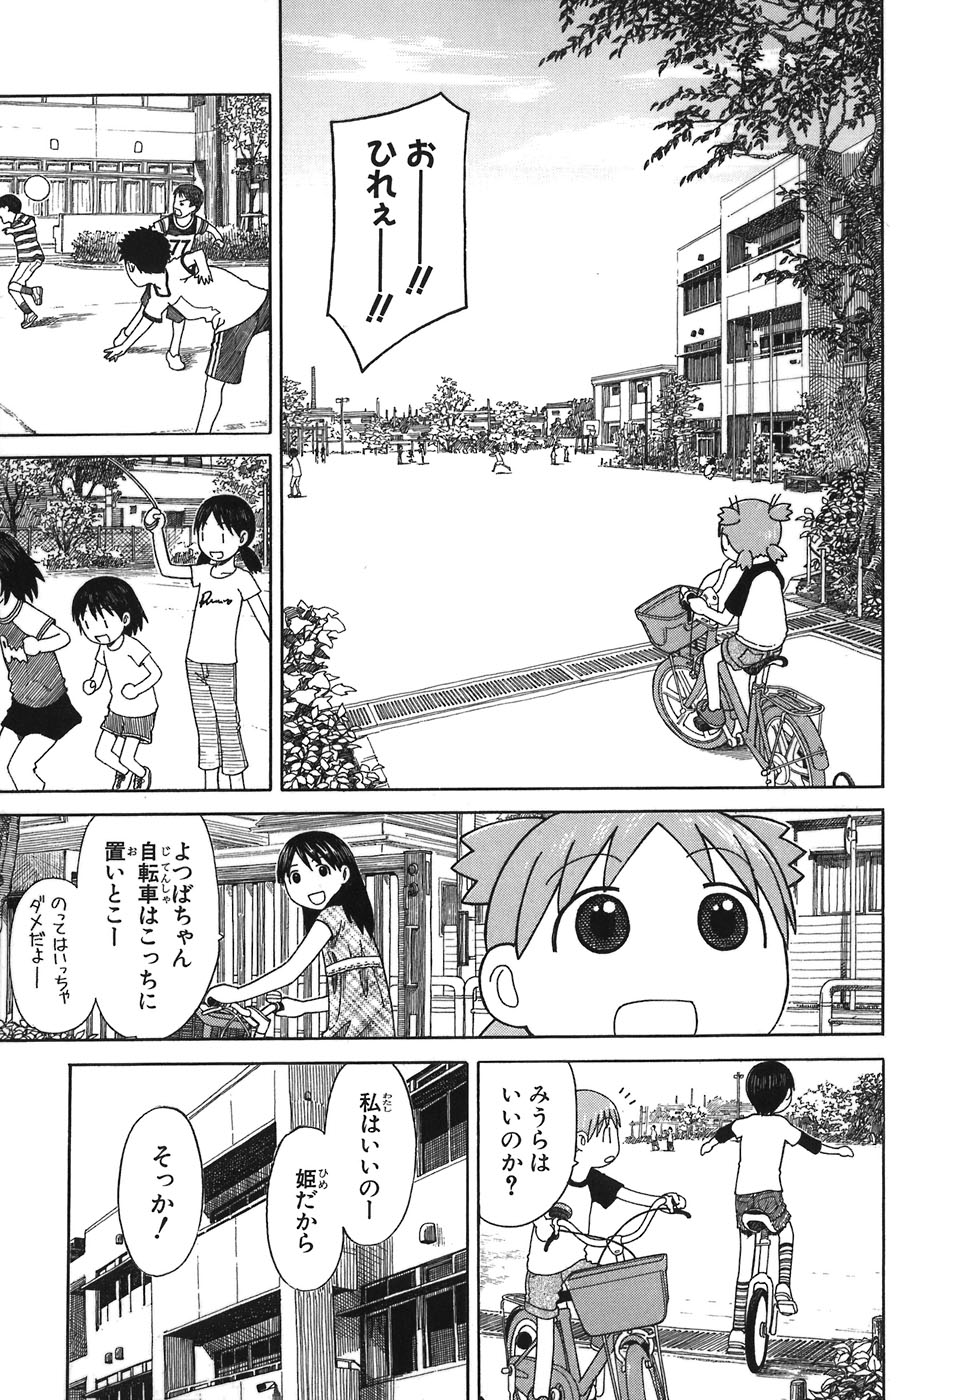 おーーー!!
ひれぇーー!!
77
よつばちゃん
自転車はこっちに
置いとこー
のってはいっちゃ
ダメだよー
みうらは
いいのか?
私はいいのー
姫だから
そっか!